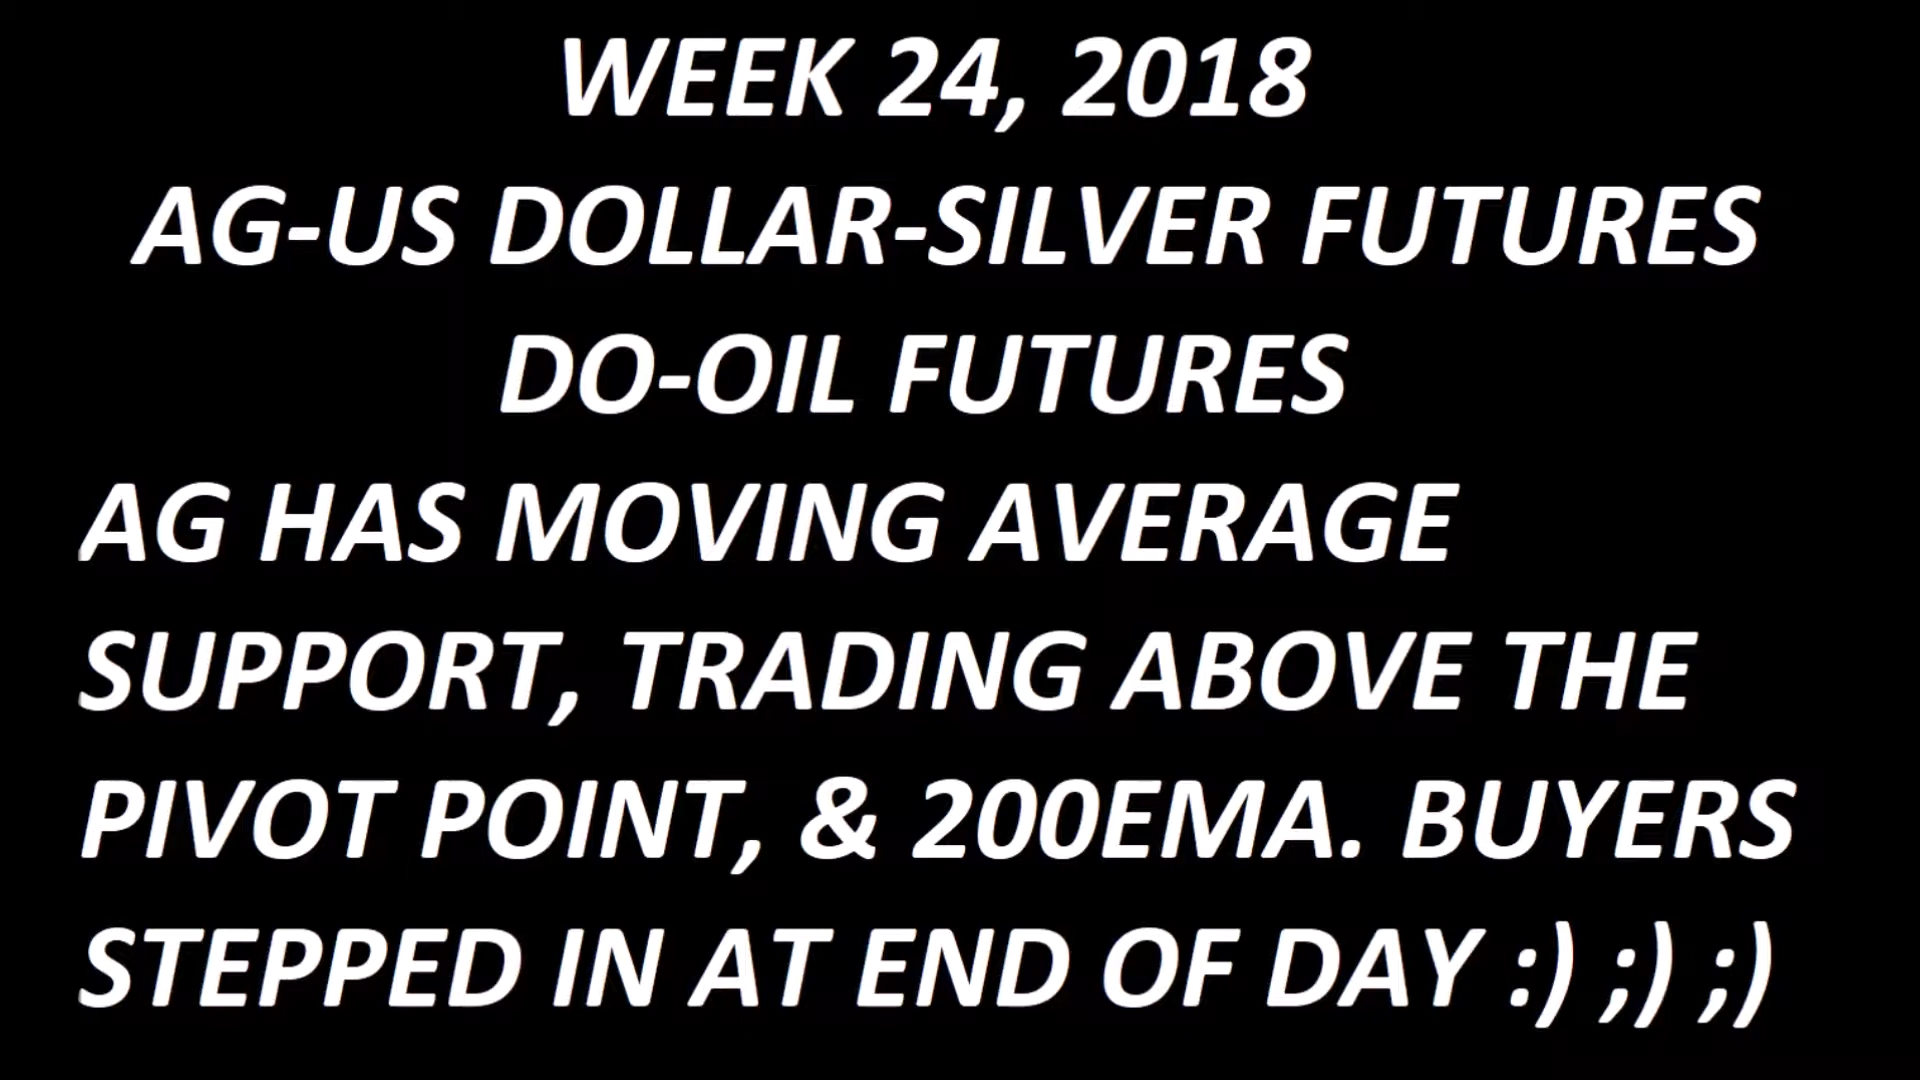 WEEK 24, 2018
AG-US DOLLAR-SILVER FUTURES
DO-OIL FUTURES
AG HAS MOVING AVERAGE
SUPPORT, TRADING ABOVE THE
PIVOT POINT, & 200EMA. BUYERS
STEPPED IN AT END OF DAY :) ;) ;)